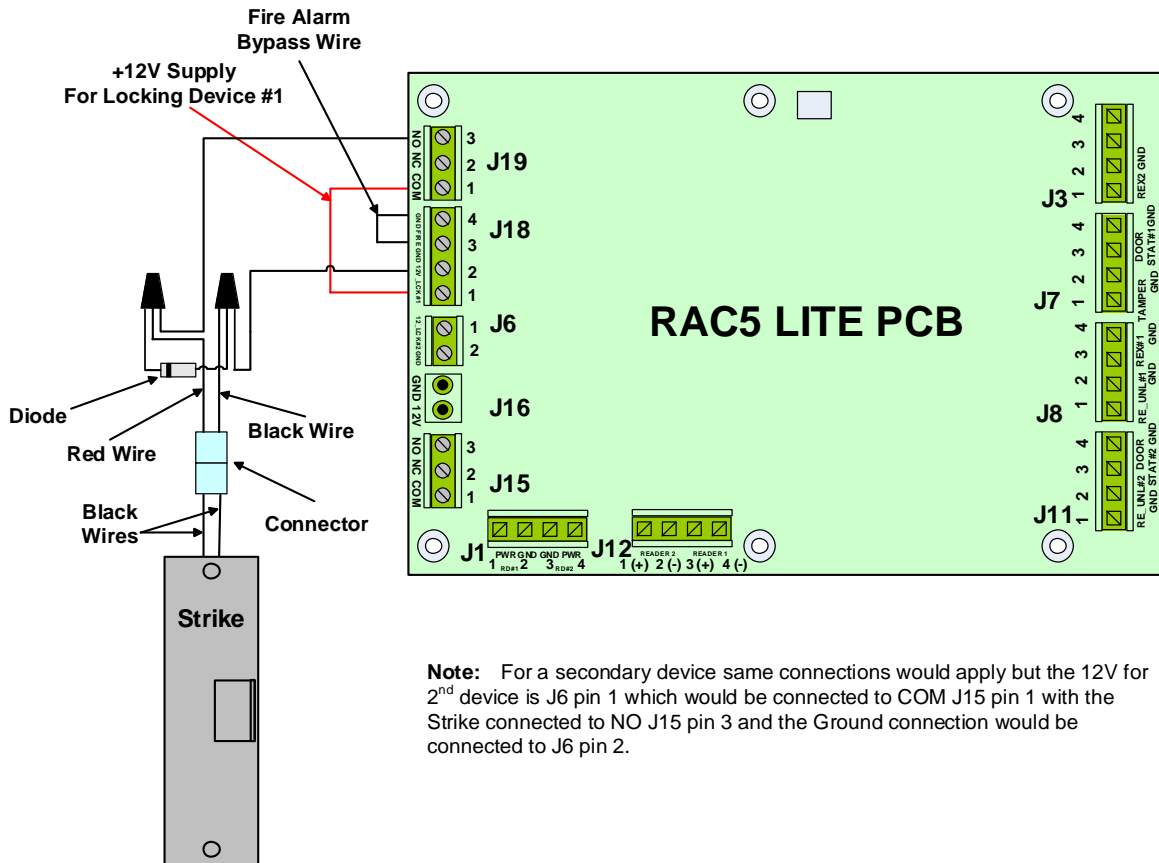 Fire Alarm
Bypass Wire
+12V Supply
For Locking Device #1
NO NC COM
3
2
1
J19
GND FIRE GND 12V_LCK#1
4
3
2
1
J18
12_LCK#2 GND
1
2
J6
GND 12V
J16
NO NC COM
3
2
1
J15
RAC5 LITE PCB
4
3
2
1
J3
REX2 GND
4
3
2
1
J7
TAMPER
DOOR
STAT#1 GND
GND
4
3
2
1
J8
RE_UNL#1
REX#1
GND
GND
4
3
2
1
J11
RE_UNL#2 DOOR
GND STAT#2 GND
J1
PWR GND GND PWR
1 RD#1 2 3 RD#2 4
J12
READER 2 READER 1
1 (+) 2 (-) 3 (+) 4 (-)
Diode
Red Wire
Black Wire
Black
Wires
Connector
Strike
Note: For a secondary device same connections would apply but the 12V for
2nd device is J6 pin 1 which would be connected to COM J15 pin 1 with the
Strike connected to NO J15 pin 3 and the Ground connection would be
connected to J6 pin 2.